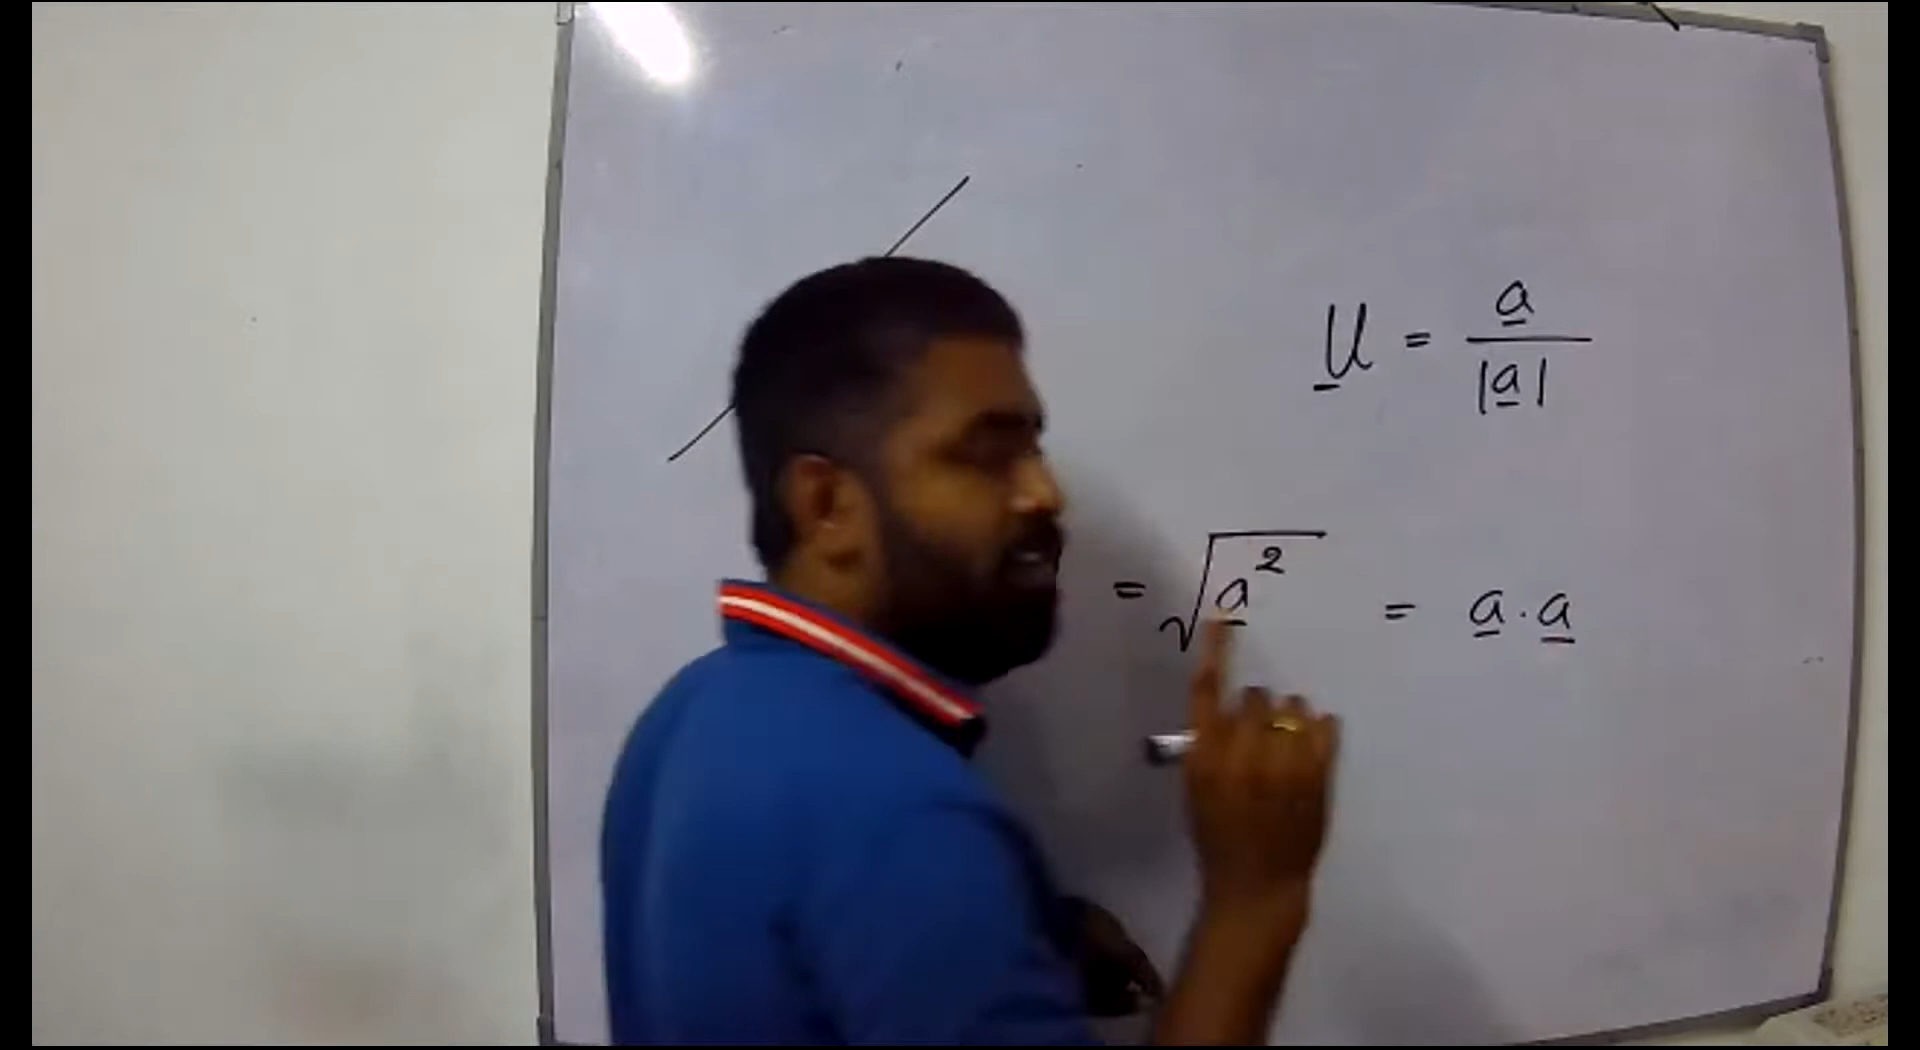 u = a / |a|
= √a² = a · a